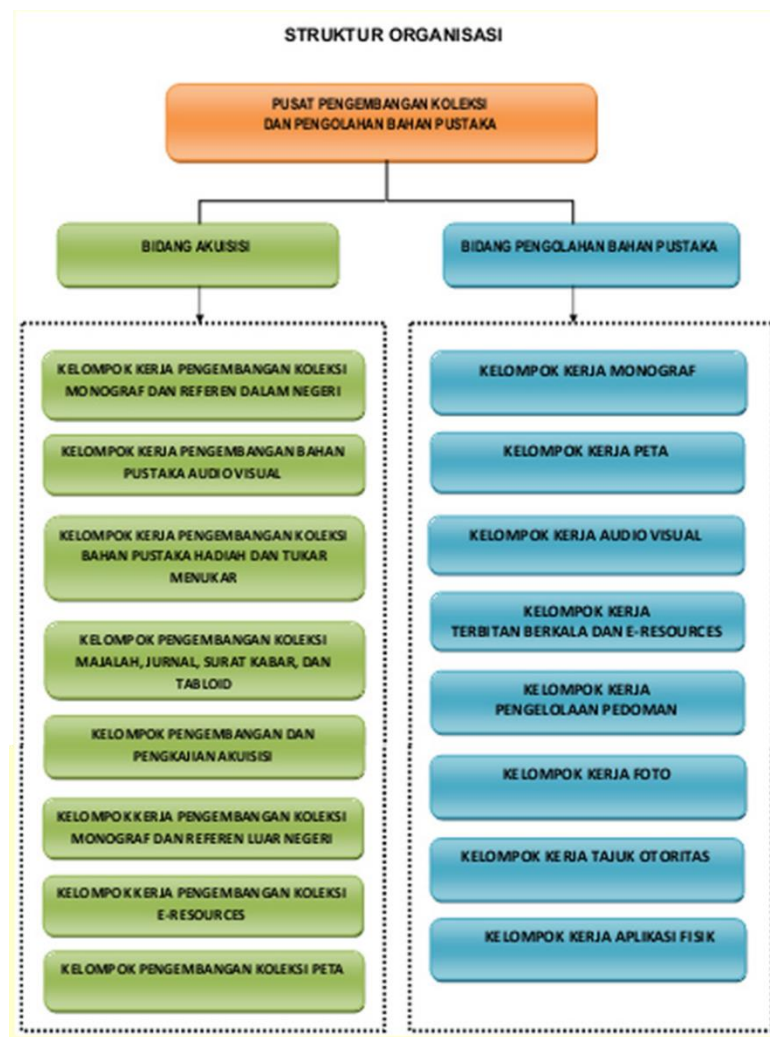 STRUKTUR ORGANISASI
PUSAT PENGEMBANGAN KOLEKSI
DAN PENGOLAHAN BAHAN PUSTAKA
BIDANG AKUISISI
BIDANG PENGOLAHAN BAHAN PUSTAKA
KELOMPOK KERJA PENGEMBANGAN KOLEKSI
MONOGRAF DAN REFEREN DALAM NEGERI
KELOMPOK KERJA PENGEMBANGAN BAHAN
PUSTAKA AUDIO VISUAL
KELOMPOK KERJA PENGEMBANGAN KOLEKSI
BAHAN PUSTAKA HADIAH DAN TUKAR
MENUKAR
KELOMPOK PENGEMBANGAN KOLEKSI
MAJALAH, JURNAL, SURAT KABAR, DAN
TABLOID
KELOMPOK PENGEMBANGAN DAN
PENGKAJIAN AKUISISI
KELOMPOK KERJA PENGEMBANGAN KOLEKSI
MONOGRAF DAN REFEREN LUAR NEGERI
KELOMPOK KERJA PENGEMBANGAN KOLEKSI
E-RESOURCES
KELOMPOK PENGEMBANGAN KOLEKSI PETA
KELOMPOK KERJA MONOGRAF
KELOMPOK KERJA PETA
KELOMPOK KERJA AUDIO VISUAL
KELOMPOK KERJA
TERBITAN BERKALA DAN E-RESOURCES
KELOMPOK KERJA
PENGELOLAAN PEDOMAN
KELOMPOK KERJA FOTO
KELOMPOK KERJA TAJUK OTORITAS
KELOMPOK KERJA APLIKASI FISIK